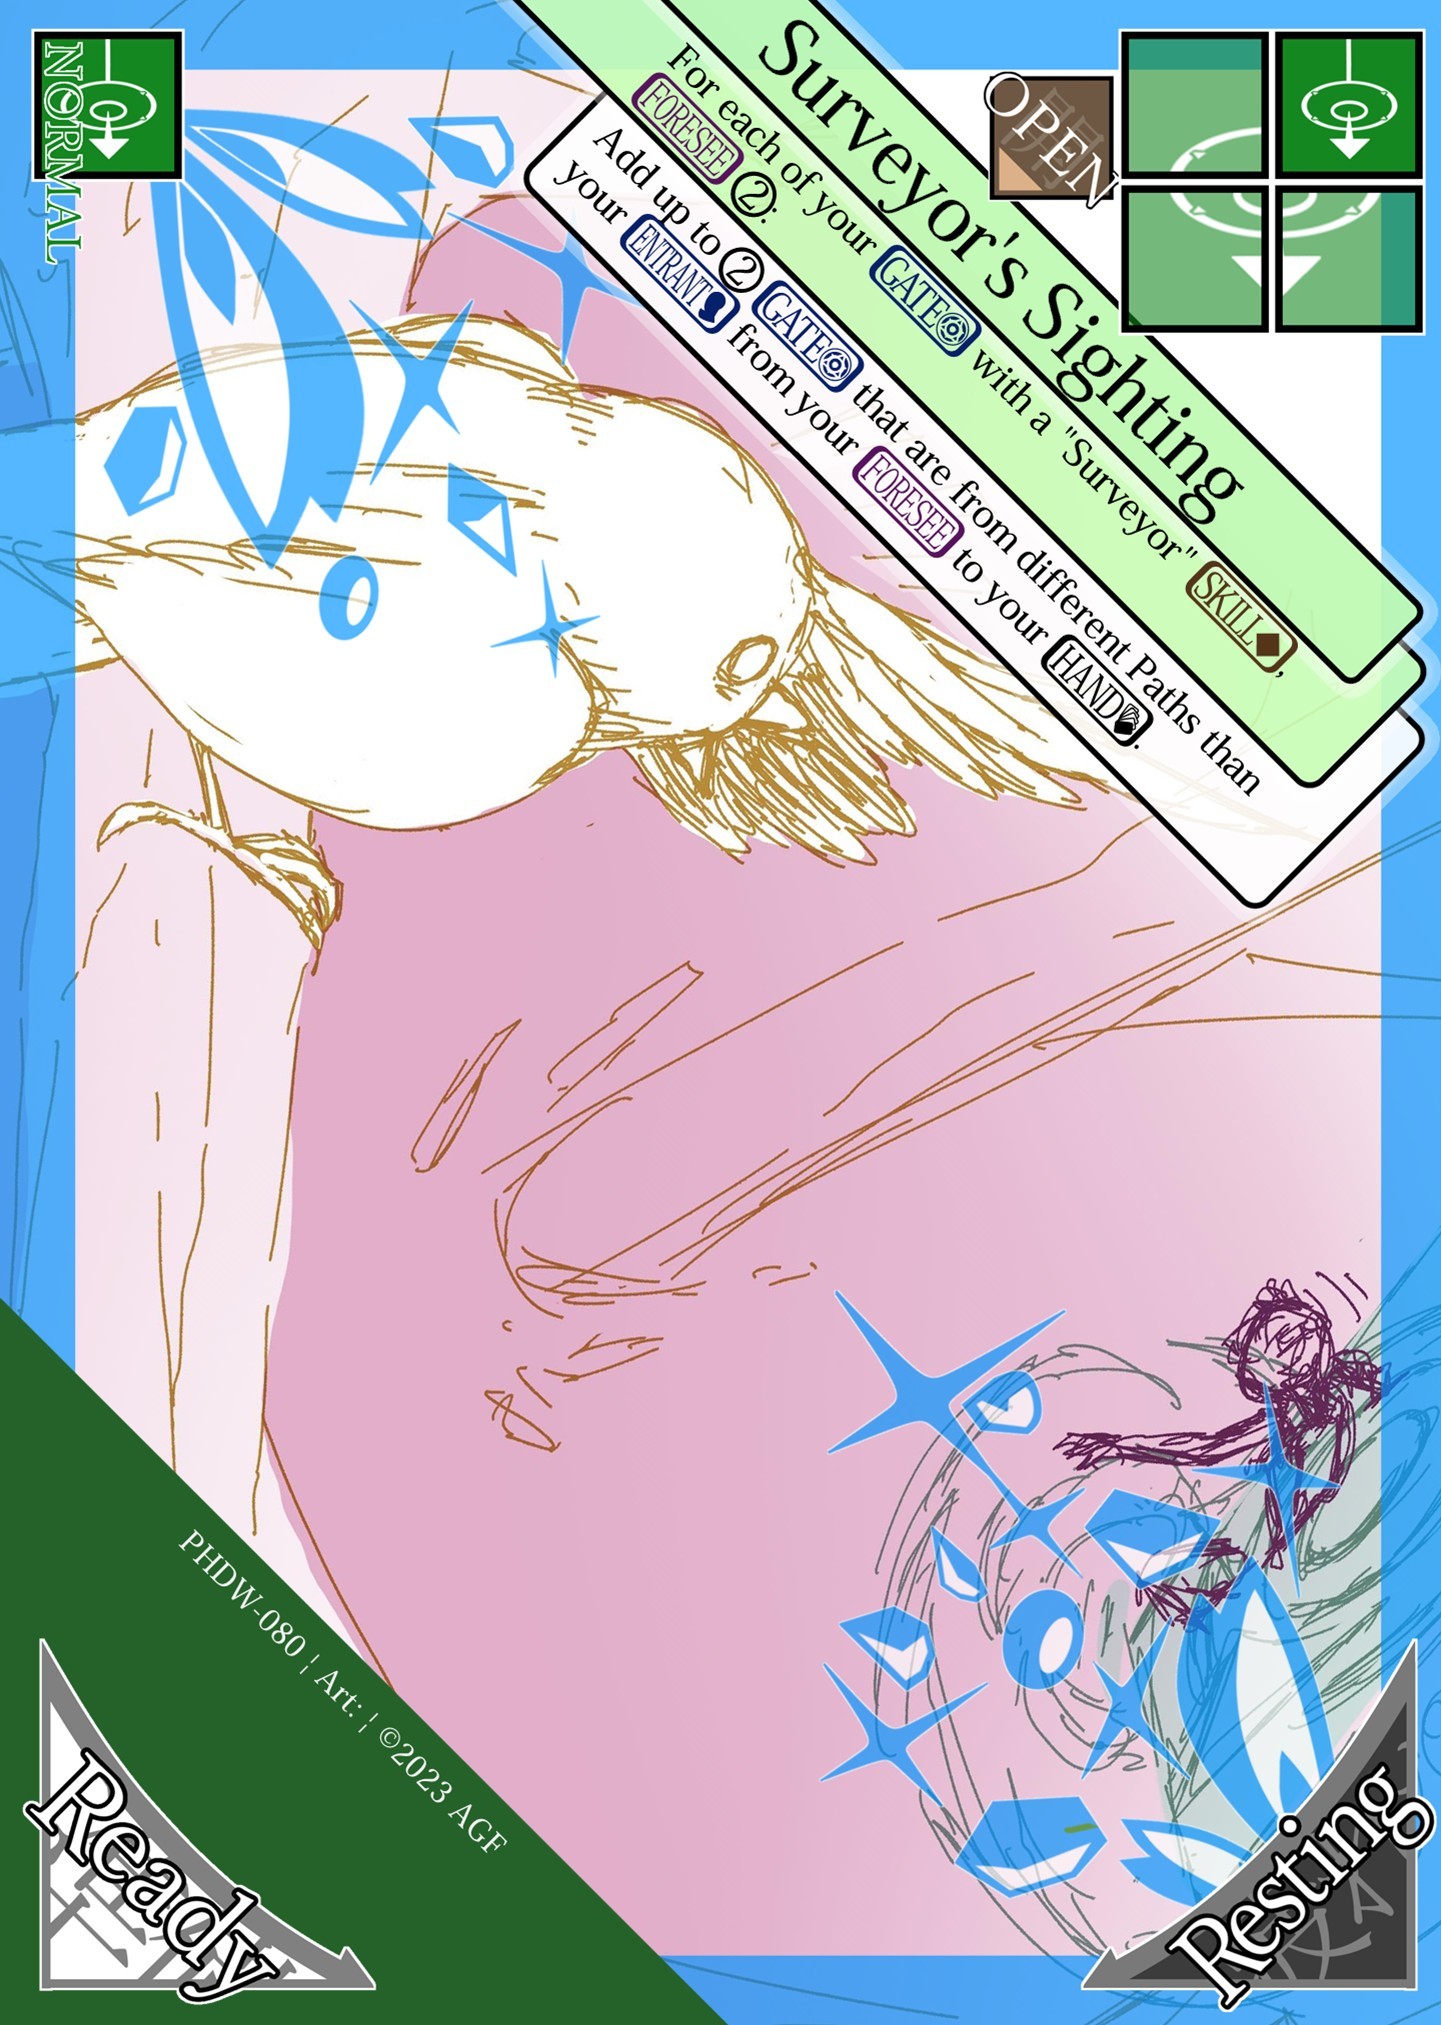 NORMAL
OPEN
Surveyor's Sighting
For each of your GATE with a "Surveyor" SKILL,
FORESEE ②:
Add up to ② GATE that are from different Paths than
your ENTRANT from your FORESEE to your HAND.
PHDW-080 ¦ Art: ¦ ©2023 AGF
Ready
Resting